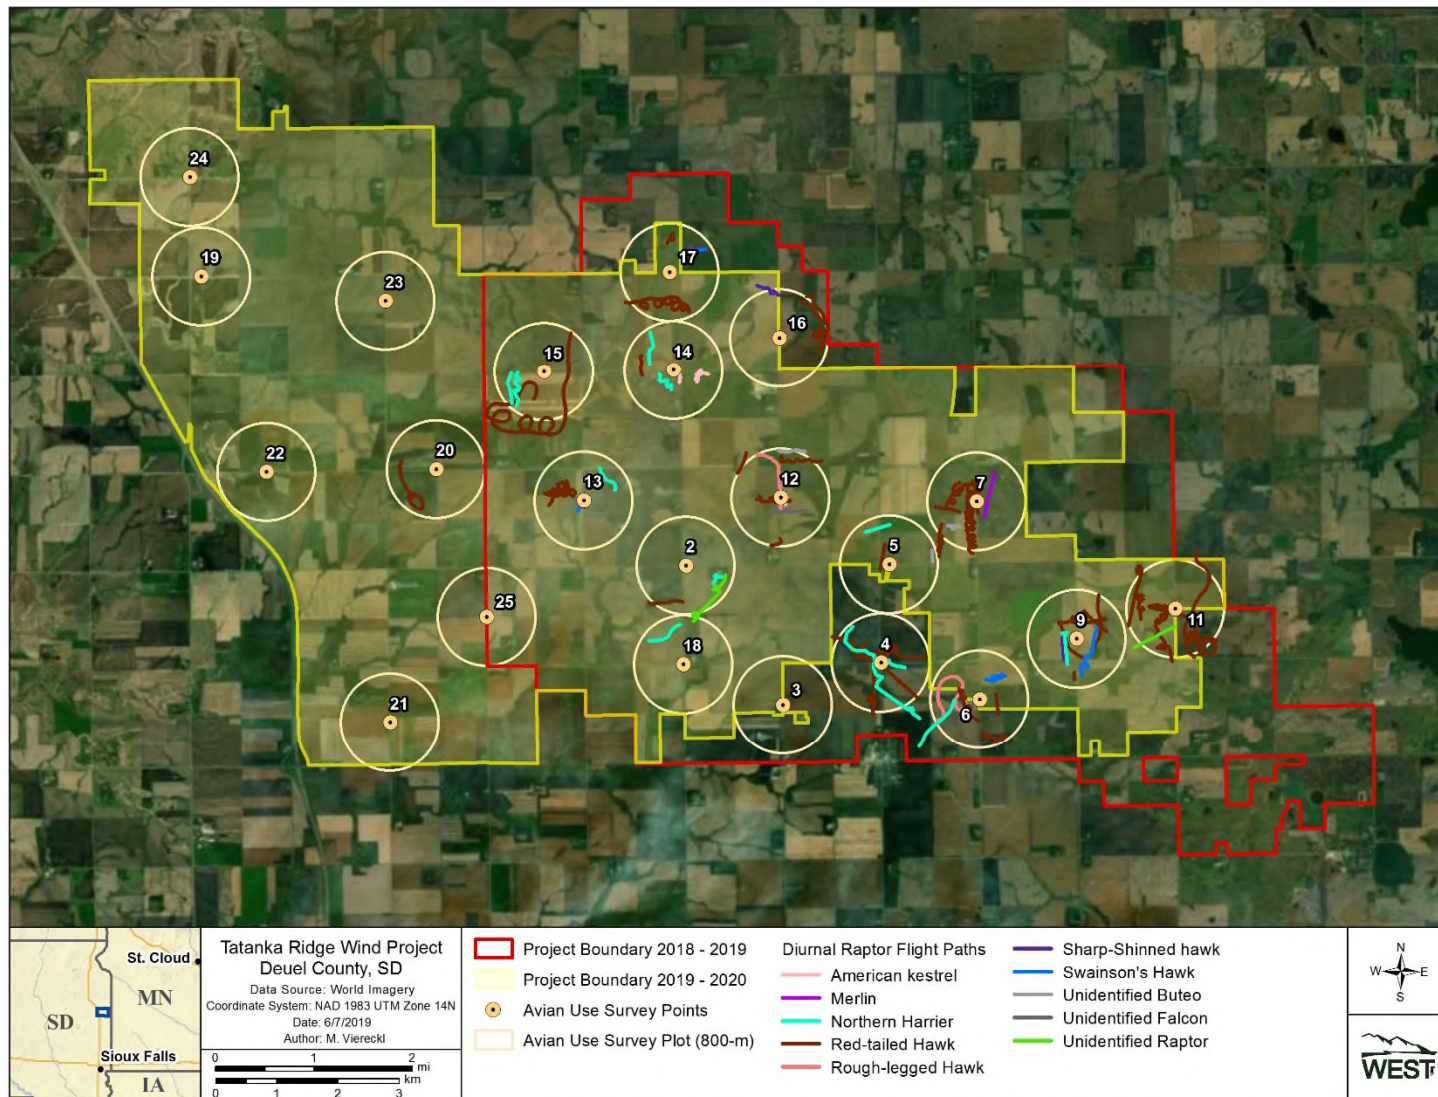 24
19
23
17
16
15
14
22
20
13
12
7
2
5
25
18
4
9
11
3
6
21
St. Cloud
MN
SD
Sioux Falls
IA
Tatanka Ridge Wind Project
Deuel County, SD
Data Source: World Imagery
Coordinate System: NAD 1983 UTM Zone 14N
Date: 6/7/2019
Author: M. Viereckl
0 1 2
mi
km
0 1 2 3
Project Boundary 2018 - 2019
Project Boundary 2019 - 2020
Avian Use Survey Points
Avian Use Survey Plot (800-m)
Diurnal Raptor Flight Paths
American kestrel
Merlin
Northern Harrier
Red-tailed Hawk
Rough-legged Hawk
Sharp-Shinned hawk
Swainson's Hawk
Unidentified Buteo
Unidentified Falcon
Unidentified Raptor
N
W E
S
WEST